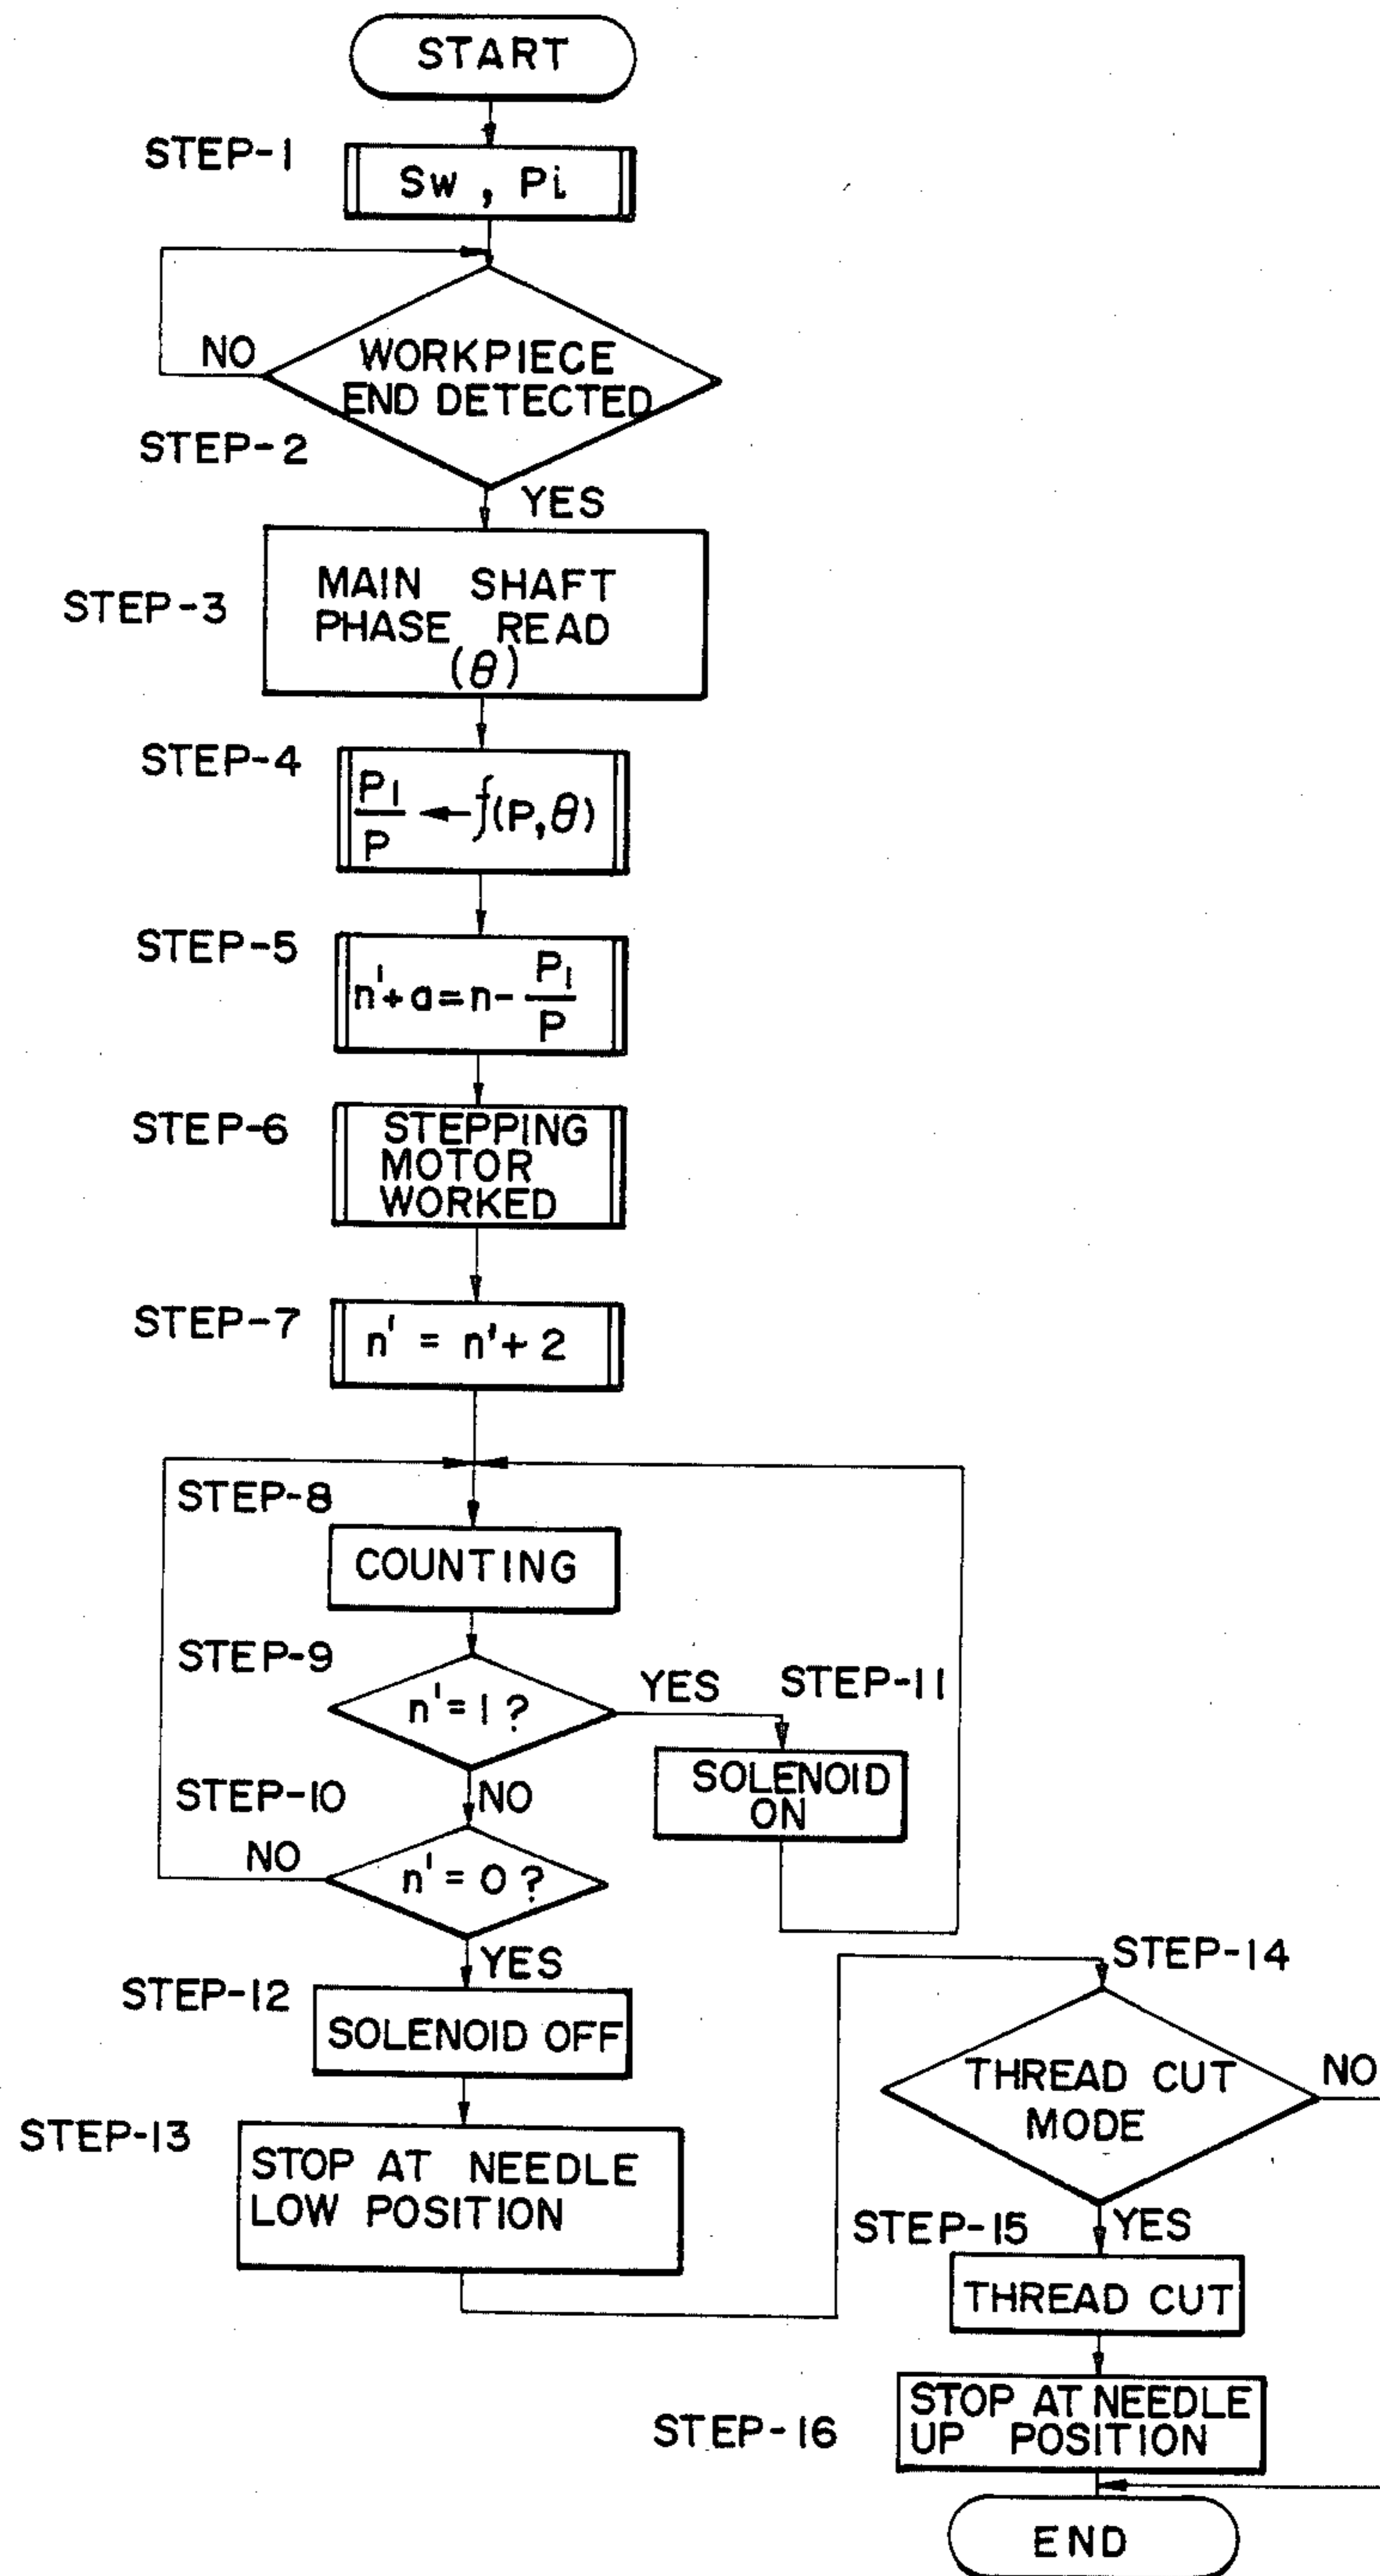 START
STEP-1
Sw , Pi
NO
WORKPIECE
END DETECTED
STEP-2
YES
STEP-3
MAIN SHAFT
PHASE READ
(θ)
STEP-4
P1/P ← f(P,θ)
STEP-5
n'+a=n- P1/P
STEP-6
STEPPING
MOTOR
WORKED
STEP-7
n' = n'+ 2
STEP-8
COUNTING
STEP-9
n'=1 ?
YES
STEP-11
SOLENOID
ON
STEP-10
NO
NO
n'= 0 ?
YES
STEP-12
SOLENOID OFF
STEP-13
STOP AT NEEDLE
LOW POSITION
STEP-14
THREAD CUT
MODE
NO
STEP-15
YES
THREAD CUT
STEP-16
STOP AT NEEDLE
UP POSITION
END